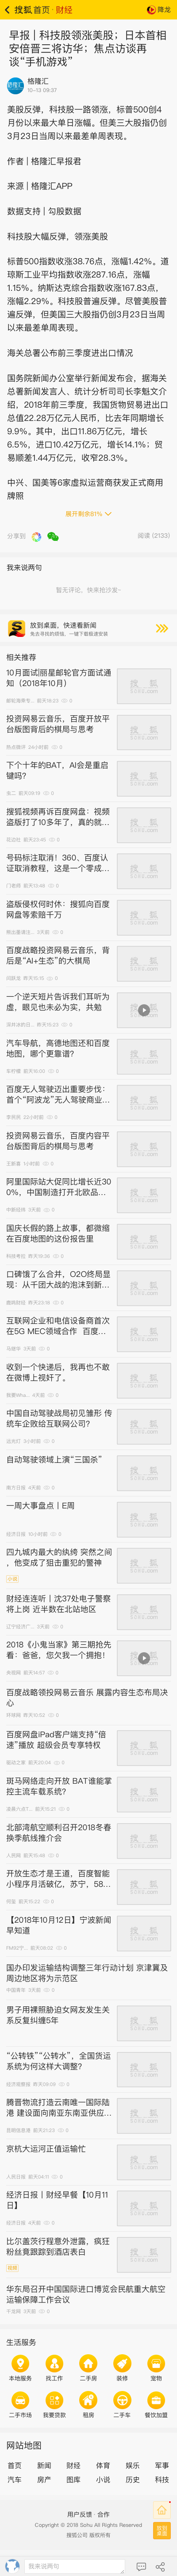 搜狐首页·财经
降龙
早报 | 科技股领涨美股；日本首相
安倍晋三将访华；焦点访谈再
谈“手机游戏”
格隆汇
10-13 09:37
美股反弹，科技股一路领涨，标普500创4
月份以来最大单日涨幅。但美三大股指仍创
3月23日当周以来最差单周表现。
作者 | 格隆汇早报君
来源 | 格隆汇APP
数据支持 | 勾股数据
科技股大幅反弹，领涨美股
标普500指数收涨38.76点，涨幅1.42%。道
琼斯工业平均指数收涨287.16点，涨幅
1.15%。纳斯达克综合指数收涨167.83点，
涨幅2.29%。科技股普遍反弹。尽管美股普
遍反弹，但美国三大股指仍创3月23日当周
以来最差单周表现。
海关总署公布前三季度进出口情况
国务院新闻办公室举行新闻发布会，据海关
总署新闻发言人、统计分析司司长李魁文介
绍，2018年前三季度，我国货物贸易进出口
总值22.28万亿元人民币，比去年同期增长
9.9%。其中，出口11.86万亿元，增长
6.5%，进口10.42万亿元，增长14.1%；贸
易顺差1.44万亿元，收窄28.3%。
中兴、国美等6家虚拟运营商获发正式商用
牌照
展开剩余81%
分享到
阅读 (2133)
我来说两句
暂无评论，快来抢沙发~
放到桌面，快速看新闻
免去寻找的烦恼，一键下载极速登装
相关推荐
10月面试|丽星邮轮官方面试通
知（2018年10月）
投资网易云音乐，百度开放平
台版图背后的棋局与思考
下个十年的BAT，AI会是重启
键吗？
搜狐视频再诉百度网盘：视频
盗版打了10多年了，真的就…
号码标注取消！360、百度认
证取消教程，这是一个零成…
盗版侵权何时休：搜狐向百度
网盘等索赔千万
百度战略投资网易云音乐，背
后是“AI+生态”的大棋局
一个逆天短片告诉我们耳听为
虚，眼见也未必为实，共勉
汽车导航，高德地图还和百度
地图，哪个更靠谱？
百度无人驾驶迈出重要步伐：
首个“阿波龙”无人驾驶商业…
投资网易云音乐，百度内容平
台版图背后的棋局与思考
阿里国际站大促同比增长近30
0%，中国制造打开北欧品…
国庆长假的路上故事，都微缩
在百度地图的这份报告里
口碑饿了么合并，O2O终局显
现：从千团大战的泡沫到新…
互联网企业和电信设备商首次
在5G MEC领域合作 百度…
收到一个快递后，我再也不敢
在微博上视奸了。
中国自动驾驶战局初见雏形 传
统车企败给互联网公司？
自动驾驶领域上演“三国杀”
一周大事盘点丨E周
四九城内最大的纨绔 突然之间
，他变成了狙击重犯的警神
小说
财经连连听丨沈37处电子警察
将上岗 近半数在北站地区
2018《小鬼当家》第三期抢先
看：爸爸，您欠我一个拥抱！
百度战略领投网易云音乐 展露内容生态布局决
心
百度网盘iPad客户端支持“倍
速”播放 超级会员专享特权
斑马网络走向开放 BAT谁能掌
控主流车载系统？
北部湾航空顺利召开2018冬春
换季航线推介会
开放生态才是王道，百度智能
小程序月活破亿，苏宁，58…
【2018年10月12日】宁波新闻
早知道
国办印发运输结构调整三年行动计划 京津冀及
周边地区将为示范区
男子用裸照胁迫女网友发生关
系反复纠缠5年
“公转铁”“公转水”，全国货运
系统为何这样大调整？
腾晋物流打造云南唯一国际陆
港 建设面向南亚东南亚供应…
京杭大运河正值运输忙
经济日报丨财经早餐【10月11
日】
比尔盖茨行程意外泄露，疯狂
粉丝竟跟踪到酒店表白
华东局召开中国国际进口博览会民航重大航空
运输保障工作会议
生活服务
本地服务 找工作 二手房 装修 宠物
二手市场 我要贷款 租房 二手车 餐饮加盟
网站地图
首页 新闻 财经 体育 娱乐 军事
汽车 房产 图库 小说 历史 科技
用户反馈 · 合作
Copyright © 2018 Sohu All Rights Reserved
搜狐公司 版权所有
我来说两句